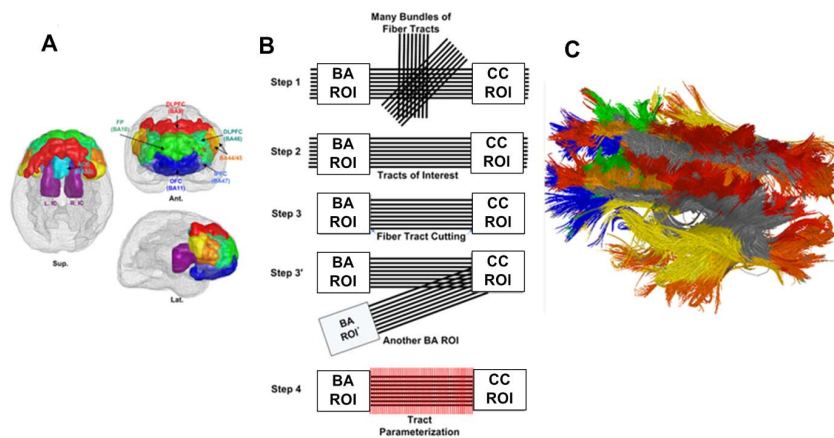 A
DLPFC
(BA9)
FP
(BA10)
DLPFC
(BA46)
BA44/45
(BA47)
OFC
(BA11)
Ant.
L. IC
R. IC
Sup.
Lat.
B
Many Bundles of
Fiber Tracts
Step 1
BA
ROI
CC
ROI
Step 2
BA
ROI
CC
ROI
Tracts of Interest
Step 3
BA
ROI
CC
ROI
Fiber Tract Cutting
Step 3'
BA
ROI
CC
ROI
BA
ROI'
Another BA ROI
Step 4
BA
ROI
CC
ROI
Tract
Parameterization
C